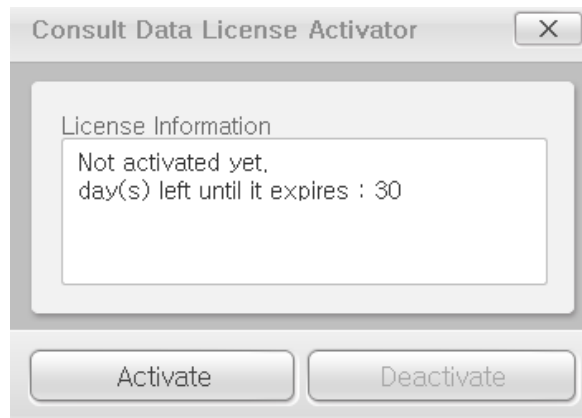 Consult Data License Activator
License Information
Not activated yet,
day(s) left until it expires : 30
Activate
Deactivate